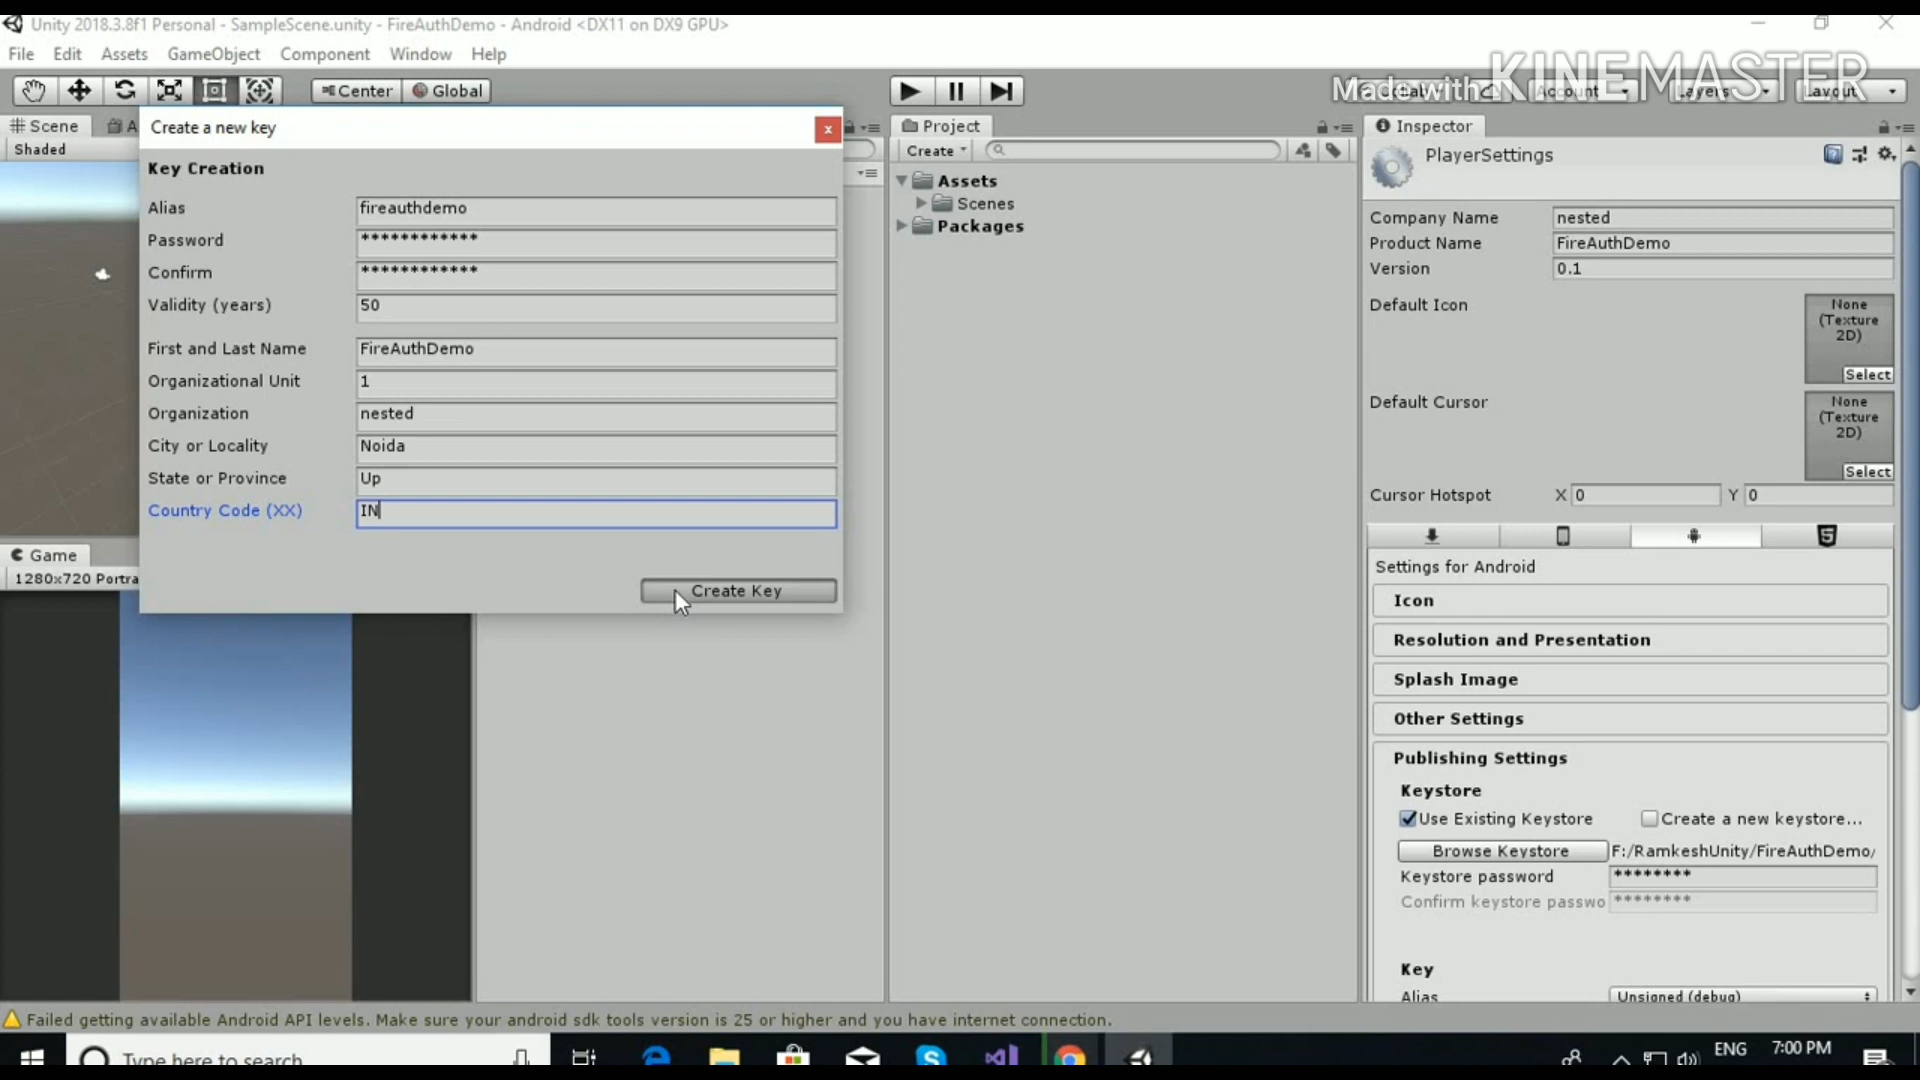 Unity 2018.3.8f1 Personal - SampleScene.unity - FireAuthDemo - Android <DX11 on DX9 GPU>
File Edit Assets GameObject Component Window Help
Center Global
Made with KINEMASTER
Account Layers Layout
Scene
Shaded
Create a new key
x
Key Creation
Alias fireauthdemo
Password ************
Confirm ************
Validity (years) 50
First and Last Name FireAuthDemo
Organizational Unit 1
Organization nested
City or Locality Noida
State or Province Up
Country Code (XX) IN
Create Key
Game
1280x720 Portra
Project
Create
Assets
Scenes
Packages
Inspector
PlayerSettings
Company Name nested
Product Name FireAuthDemo
Version 0.1
Default Icon
None
(Texture
2D)
Select
Default Cursor
None
(Texture
2D)
Select
Cursor Hotspot X 0 Y 0
Settings for Android
Icon
Resolution and Presentation
Splash Image
Other Settings
Publishing Settings
Keystore
Use Existing Keystore Create a new keystore...
Browse Keystore F:/RamkeshUnity/FireAuthDemo/
Keystore password ********
Confirm keystore passwo ********
Key
Alias Unsigned (debug)
Failed getting available Android API levels. Make sure your android sdk tools version is 25 or higher and you have internet connection.
Type here to search
ENG 7:00 PM